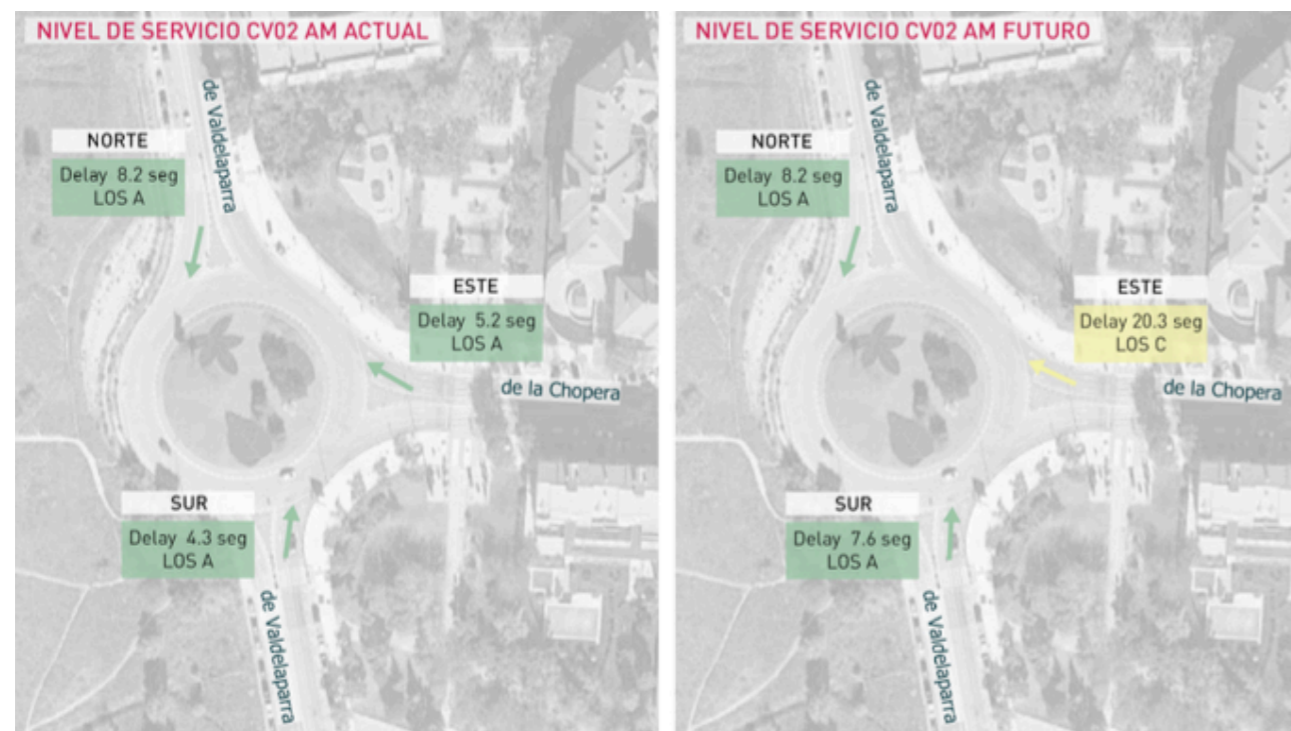 NIVEL DE SERVICIO CV02 AM ACTUAL
de Valdelaparra
NORTE
Delay 8.2 seg
LOS A
ESTE
Delay 5.2 seg
LOS A
de la Chopera
SUR
Delay 4.3 seg
LOS A
de Valdelaparra
NIVEL DE SERVICIO CV02 AM FUTURO
de Valdelaparra
NORTE
Delay 8.2 seg
LOS A
ESTE
Delay 20.3 seg
LOS C
de la Chopera
SUR
Delay 7.6 seg
LOS A
de Valdelaparra